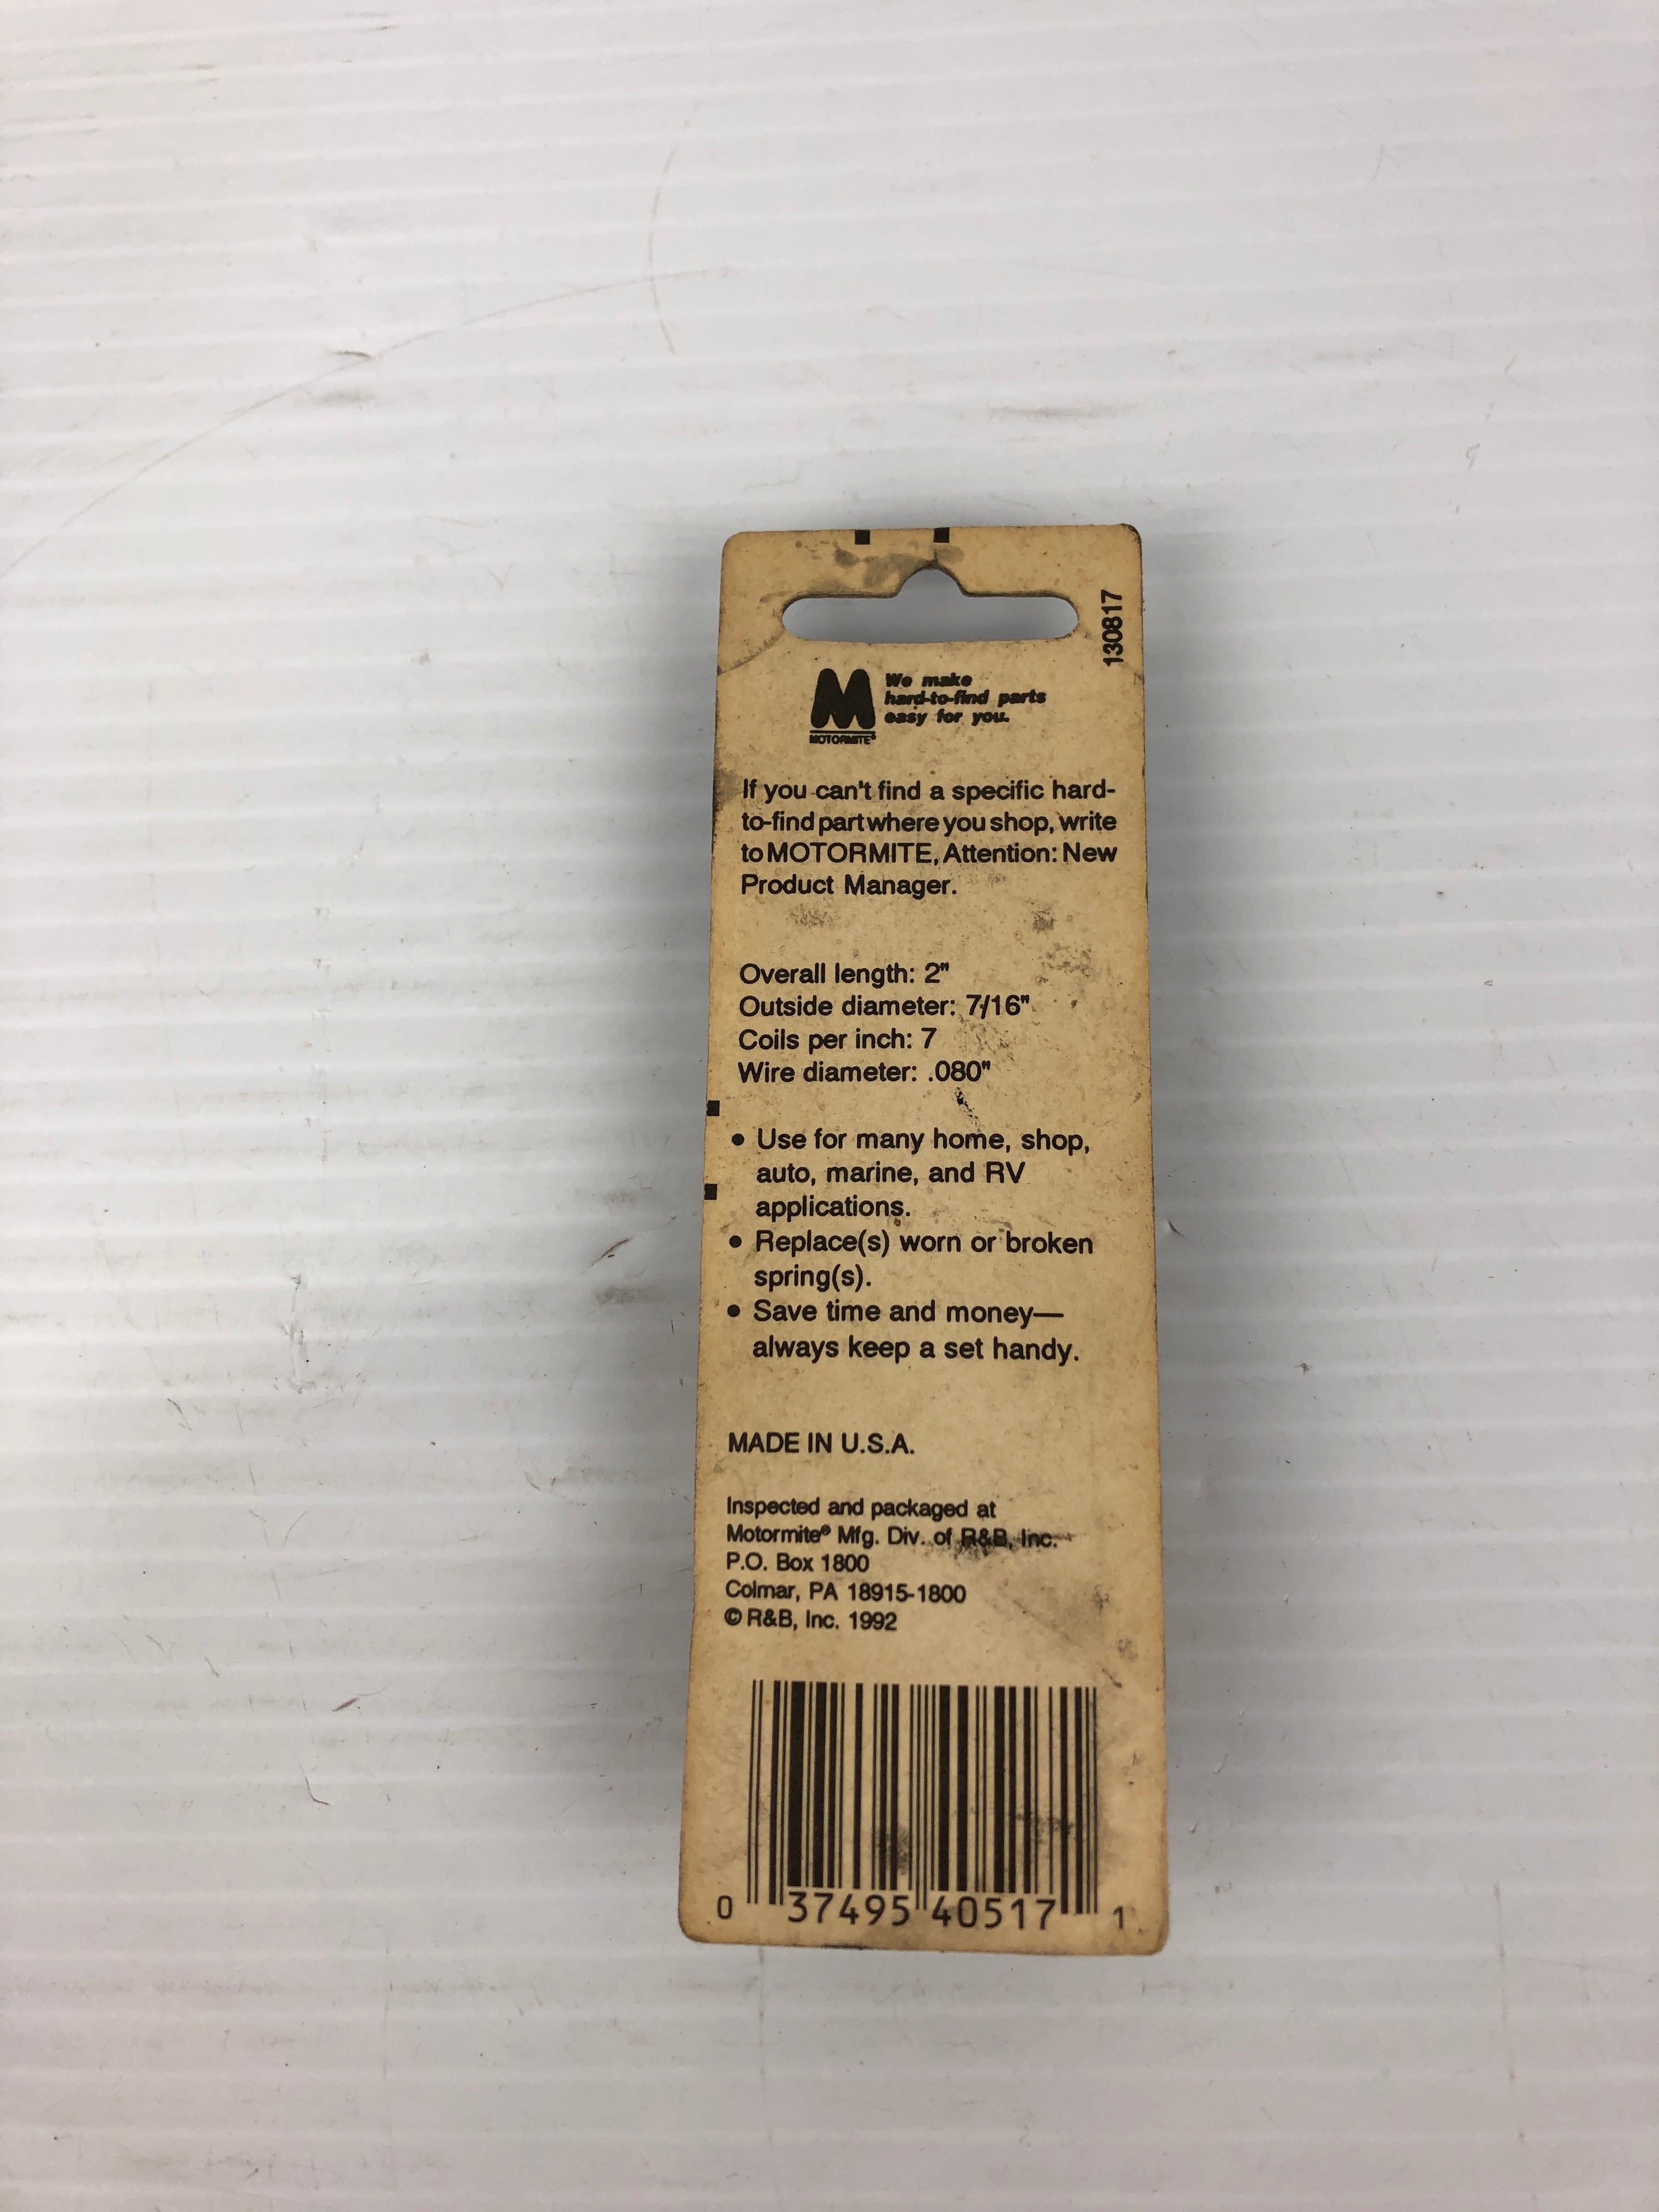 130817
We make
hard-to-find parts
easy for you.
MOTORMITE®
If you can't find a specific hard-
to-find part where you shop, write
to MOTORMITE, Attention: New
Product Manager.
Overall length: 2"
Outside diameter: 7/16"
Coils per inch: 7
Wire diameter: .080"
• Use for many home, shop,
auto, marine, and RV
applications.
• Replace(s) worn or broken
spring(s).
• Save time and money—
always keep a set handy.
MADE IN U.S.A.
Inspected and packaged at
Motormite® Mfg. Div. of R&B, Inc.
P.O. Box 1800
Colmar, PA 18915-1800
© R&B, Inc. 1992
0 37495 40517 1